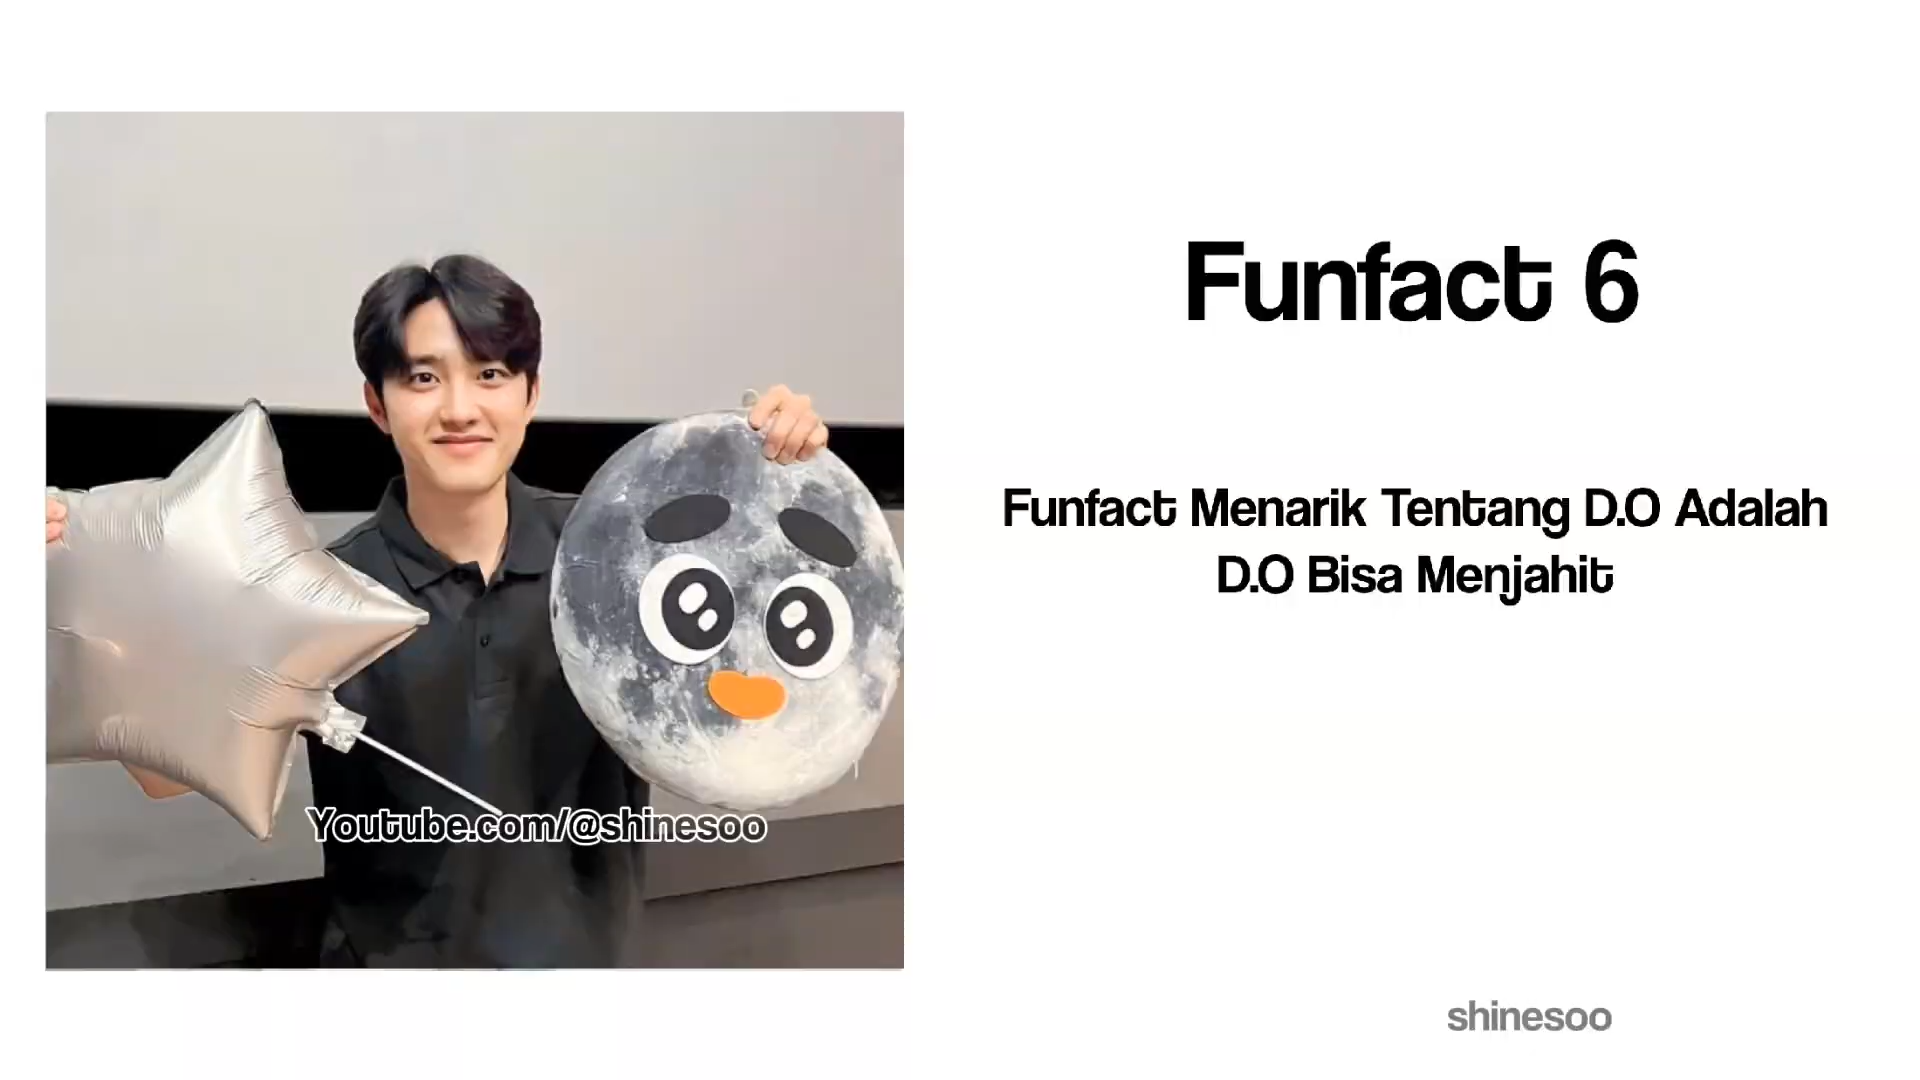 Funfact 6
Funfact Menarik Tentang D.O Adalah
D.O Bisa Menjahit
Youtube.com/@shinesoo
shinesoo